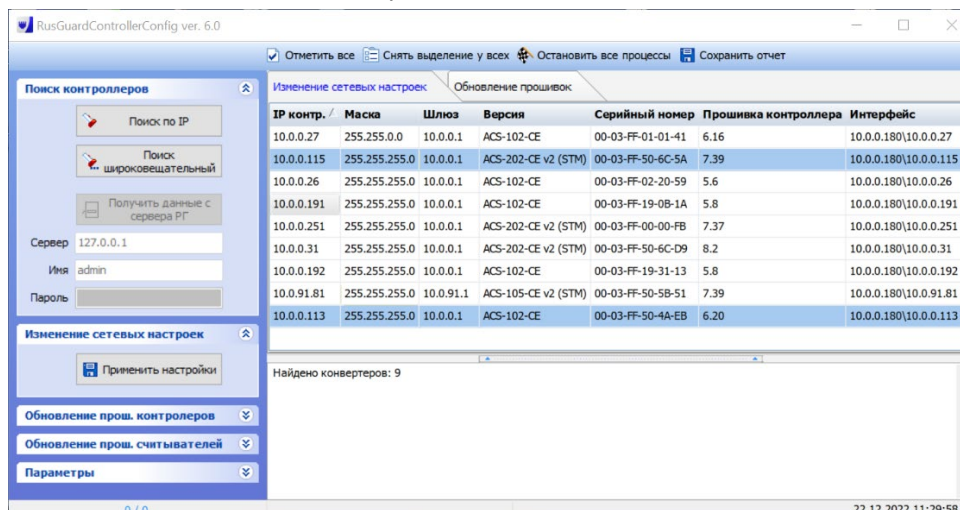 RusGuardControllerConfig ver. 6.0
Отметить все Снять выделение у всех Остановить все процессы Сохранить отчет
Поиск контроллеров
Поиск по IP
Поиск
широковещательный
Получить данные с
сервера РГ
Сервер 127.0.0.1
Имя admin
Пароль
Изменение сетевых настроек
Применить настройки
Обновление прош. контролеров
Обновление прош. считывателей
Параметры
Изменение сетевых настроек Обновление прошивок
IP контр. Маска Шлюз Версия Серийный номер Прошивка контроллера Интерфейс
10.0.0.27 255.255.0.0 10.0.0.1 ACS-102-CE 00-03-FF-01-01-41 6.16 10.0.0.180\10.0.0.27
10.0.0.115 255.255.255.0 10.0.0.1 ACS-202-CE v2 (STM) 00-03-FF-50-6C-5A 7.39 10.0.0.180\10.0.0.115
10.0.0.26 255.255.255.0 10.0.0.1 ACS-102-CE 00-03-FF-02-20-59 5.6 10.0.0.180\10.0.0.26
10.0.0.191 255.255.255.0 10.0.0.1 ACS-102-CE 00-03-FF-19-0B-1A 5.8 10.0.0.180\10.0.0.191
10.0.0.251 255.255.255.0 10.0.0.1 ACS-202-CE v2 (STM) 00-03-FF-00-00-FB 7.37 10.0.0.180\10.0.0.251
10.0.0.31 255.255.255.0 10.0.0.1 ACS-202-CE v2 (STM) 00-03-FF-50-6C-D9 8.2 10.0.0.180\10.0.0.31
10.0.0.192 255.255.255.0 10.0.0.1 ACS-102-CE 00-03-FF-19-31-13 5.8 10.0.0.180\10.0.0.192
10.0.91.81 255.255.255.0 10.0.91.1 ACS-105-CE v2 (STM) 00-03-FF-50-5B-51 7.39 10.0.0.180\10.0.91.81
10.0.0.113 255.255.255.0 10.0.0.1 ACS-102-CE 00-03-FF-50-4A-EB 6.20 10.0.0.180\10.0.0.113
Найдено конвертеров: 9
0 / 0
22.12.2022 11:29:58